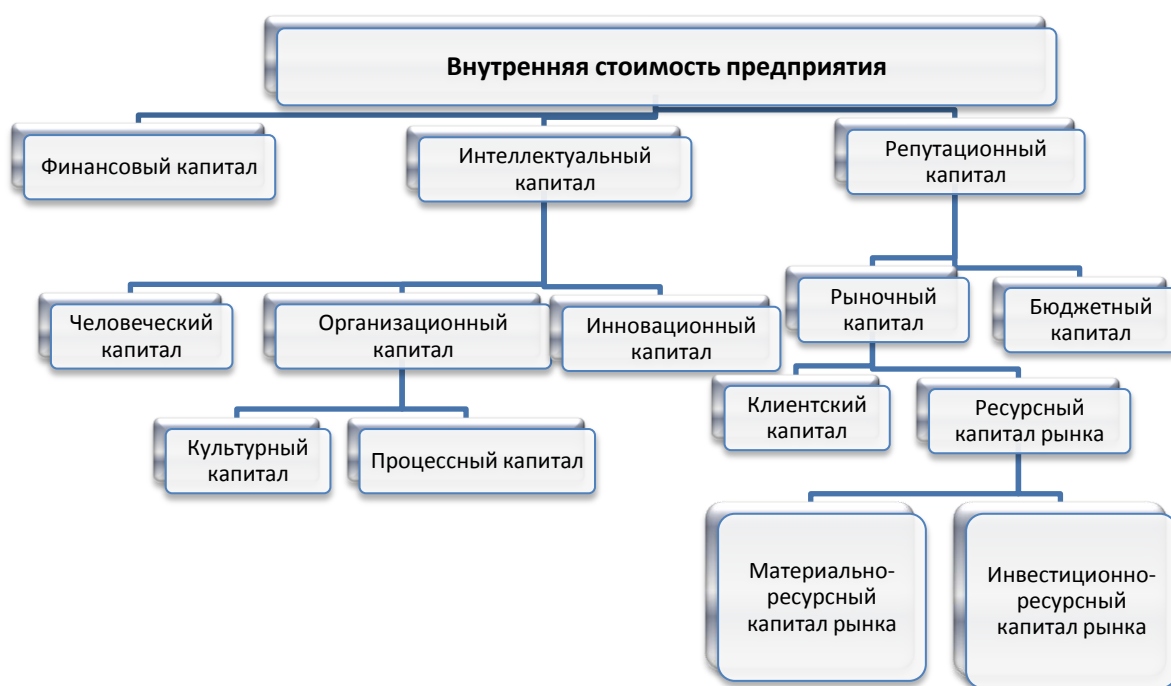 Внутренняя стоимость предприятия
Финансовый капитал
Интеллектуальный
капитал
Репутационный
капитал
Человеческий
капитал
Организационный
капитал
Инновационный
капитал
Рыночный
капитал
Бюджетный
капитал
Культурный
капитал
Процессный капитал
Клиентский
капитал
Ресурсный
капитал рынка
Материально-
ресурсный
капитал рынка
Инвестиционно-
ресурсный
капитал рынка